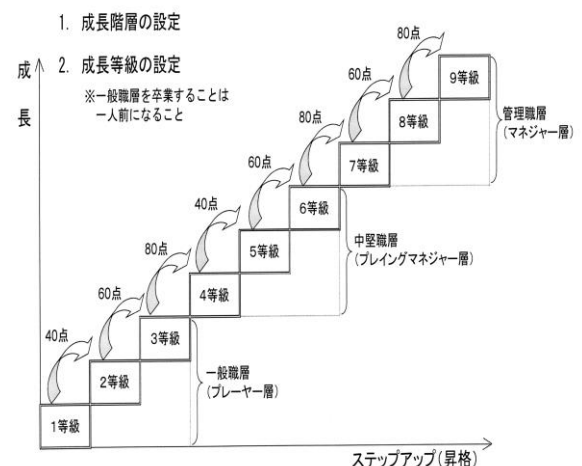 1. 成長階層の設定
2. 成長等級の設定
※一般職層を卒業することは
一人前になること
成長
80点
60点
80点
60点
40点
80点
60点
40点
9等級
8等級
7等級
6等級
5等級
4等級
3等級
2等級
1等級
管理職層
(マネジャー層)
中堅職層
(プレイングマネジャー層)
一般職層
(プレーヤー層)
ステップアップ(昇格)